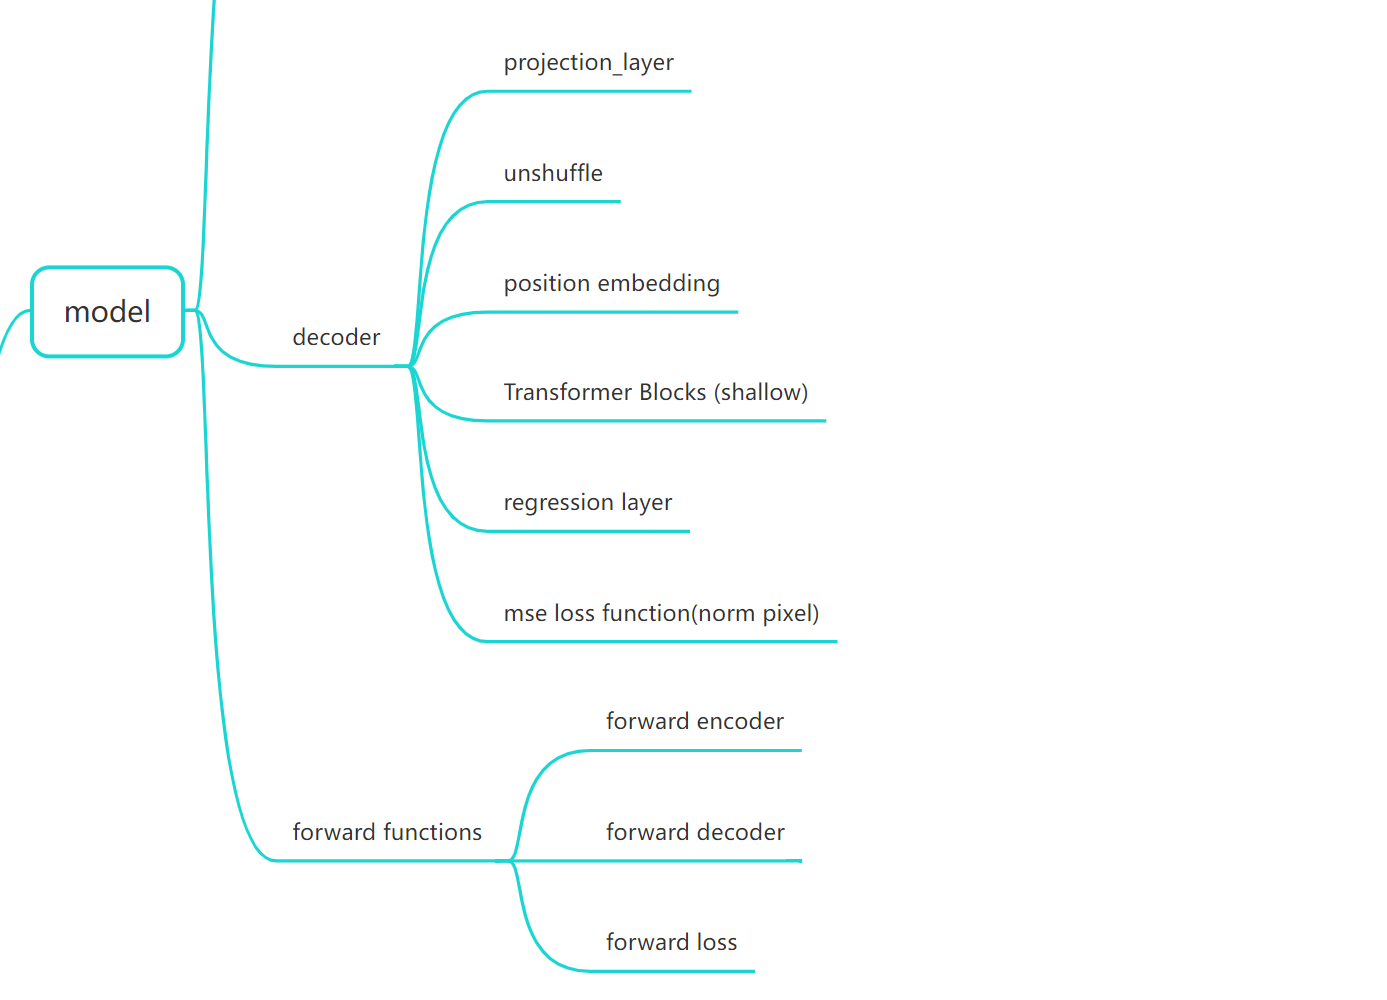 model
decoder
projection_layer
unshuffle
position embedding
Transformer Blocks (shallow)
regression layer
mse loss function(norm pixel)
forward functions
forward encoder
forward decoder
forward loss